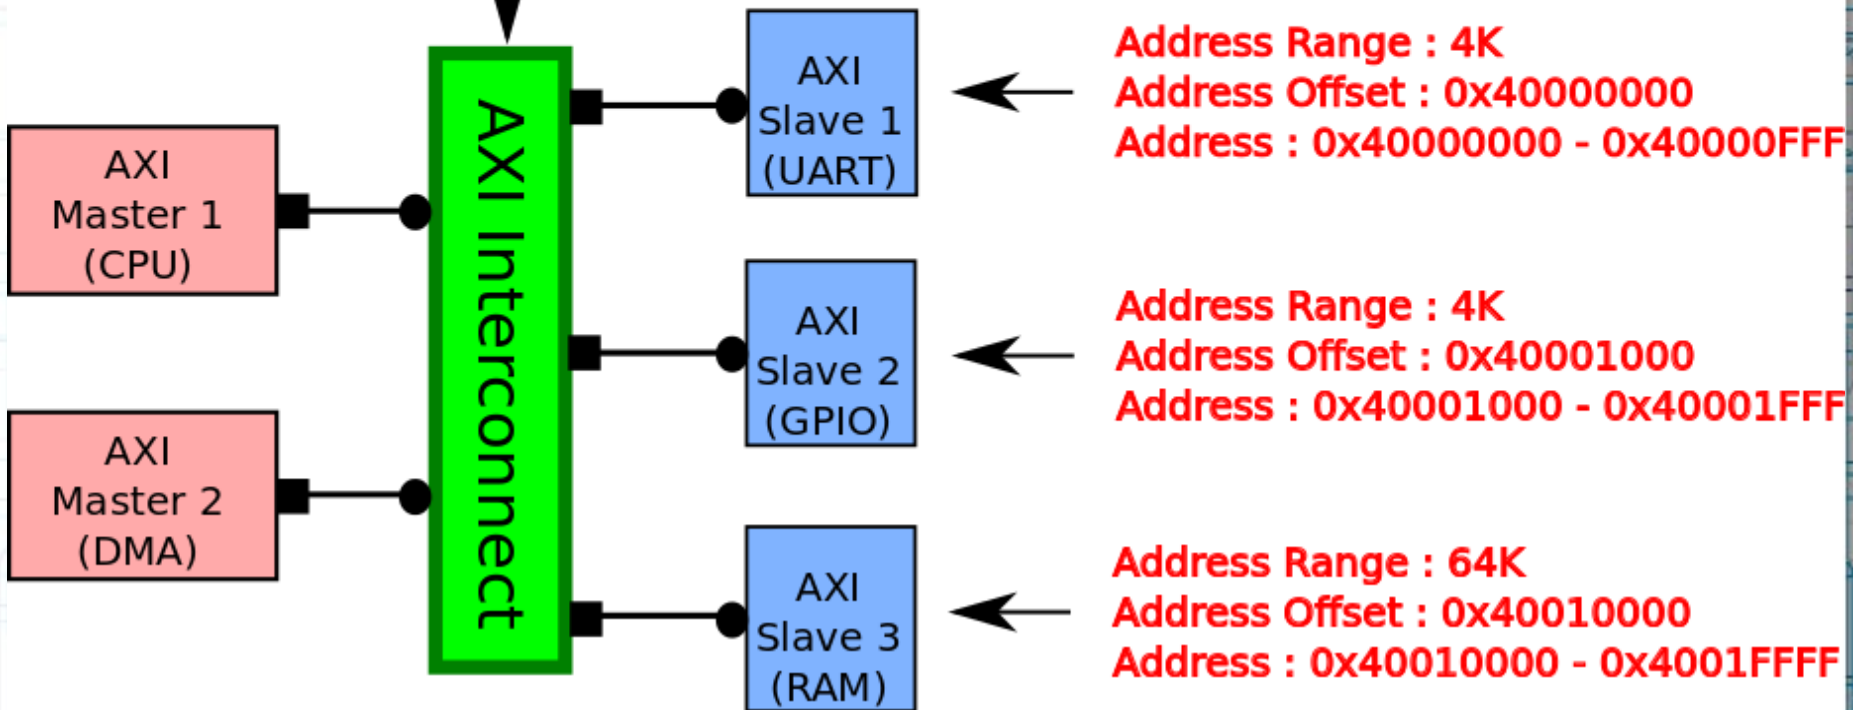 AXI
Master 1
(CPU)
AXI
Master 2
(DMA)
AXI Interconnect
AXI
Slave 1
(UART)
Address Range : 4K
Address Offset : 0x40000000
Address : 0x40000000 - 0x40000FFF
AXI
Slave 2
(GPIO)
Address Range : 4K
Address Offset : 0x40001000
Address : 0x40001000 - 0x40001FFF
AXI
Slave 3
(RAM)
Address Range : 64K
Address Offset : 0x40010000
Address : 0x40010000 - 0x4001FFFF